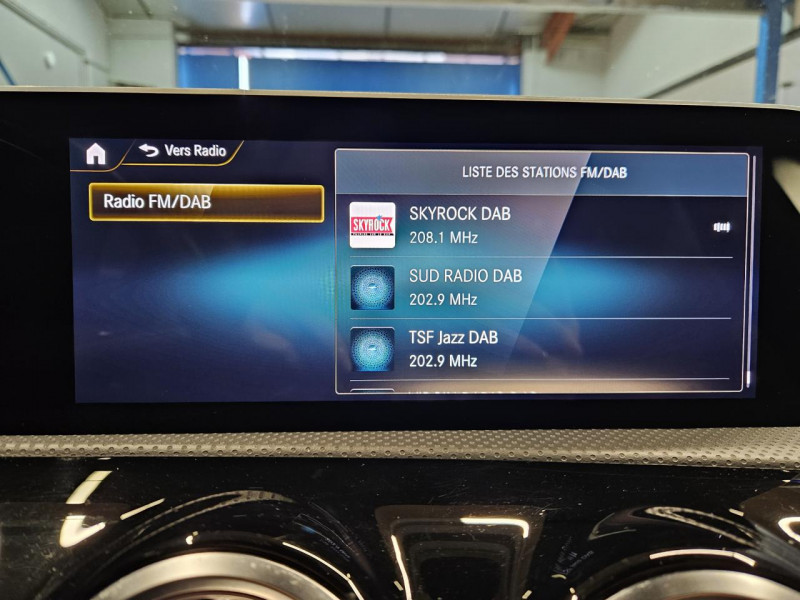 Vers Radio
Radio FM/DAB
LISTE DES STATIONS FM/DAB
SKYROCK
SKYROCK DAB
208.1 MHz
SUD RADIO DAB
202.9 MHz
TSF Jazz DAB
202.9 MHz